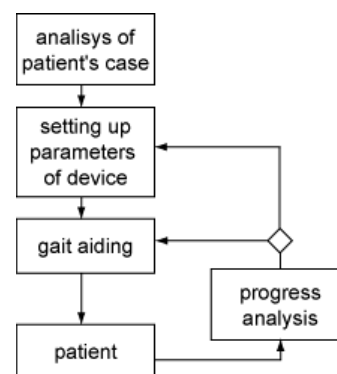 analisys of
patient's case
setting up
parameters
of device
gait aiding
progress
analysis
patient